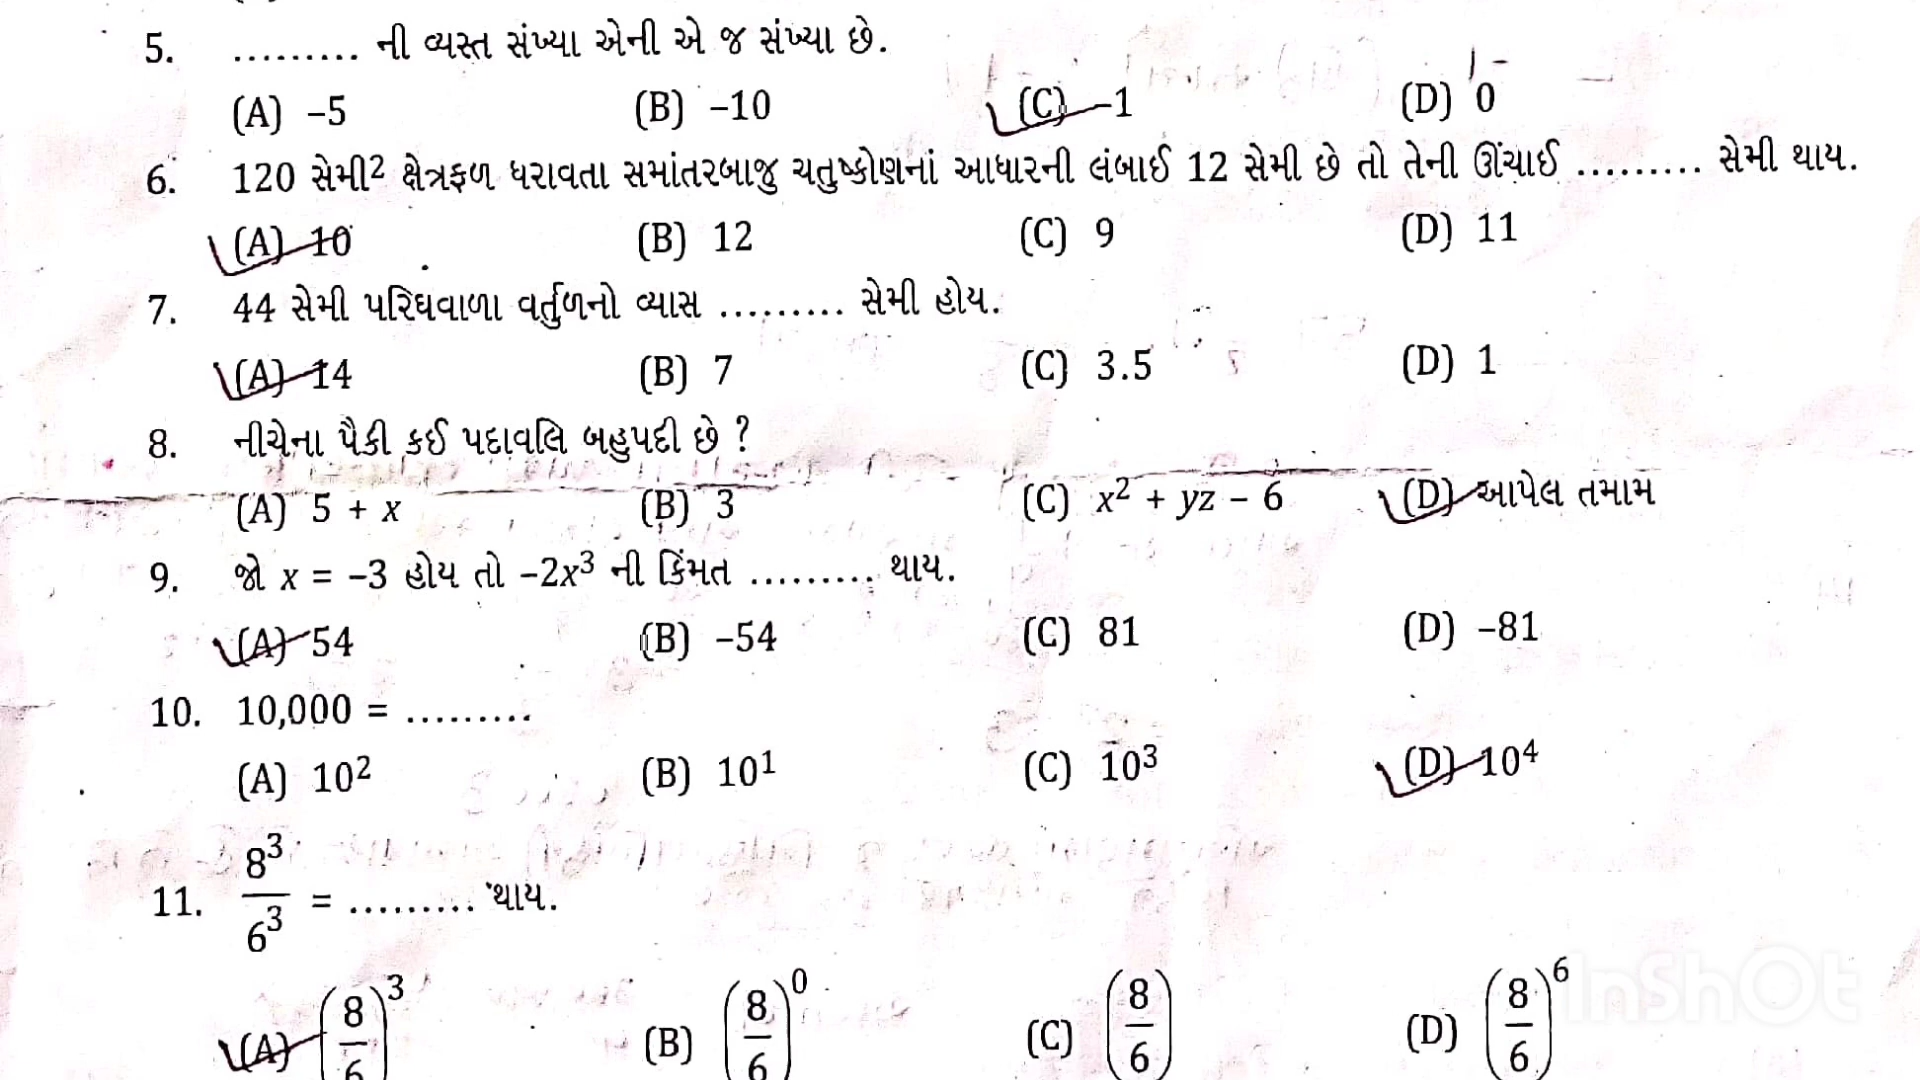 5. ......... ની વ્યસ્ત સંખ્યા એની એ જ સંખ્યા છે.
(A) –5 (B) –10 (C) –1 (D) 0
6. 120 સેમી² ક્ષેત્રફળ ધરાવતા સમાંતરબાજુ ચતુષ્કોણનાં આધારની લંબાઈ 12 સેમી છે તો તેની ઊંચાઈ ......... સેમી થાય.
(A) 10 (B) 12 (C) 9 (D) 11
7. 44 સેમી પરિઘવાળા વર્તુળનો વ્યાસ ......... સેમી હોય.
(A) 14 (B) 7 (C) 3.5 (D) 1
8. નીચેના પૈકી કઈ પદાવલિ બહુપદી છે ?
(A) 5 + x (B) 3 (C) x² + yz – 6 (D) આપેલ તમામ
9. જો x = –3 હોય તો –2x³ ની કિંમત ......... થાય.
(A) 54 (B) –54 (C) 81 (D) –81
10. 10,000 = .........
(A) 10² (B) 10¹ (C) 10³ (D) 10⁴
11. 8³/6³ = ......... થાય.
(A) (8/6)³ (B) (8/6)⁰ (C) (8/6) (D) (8/6)⁶
InShOt